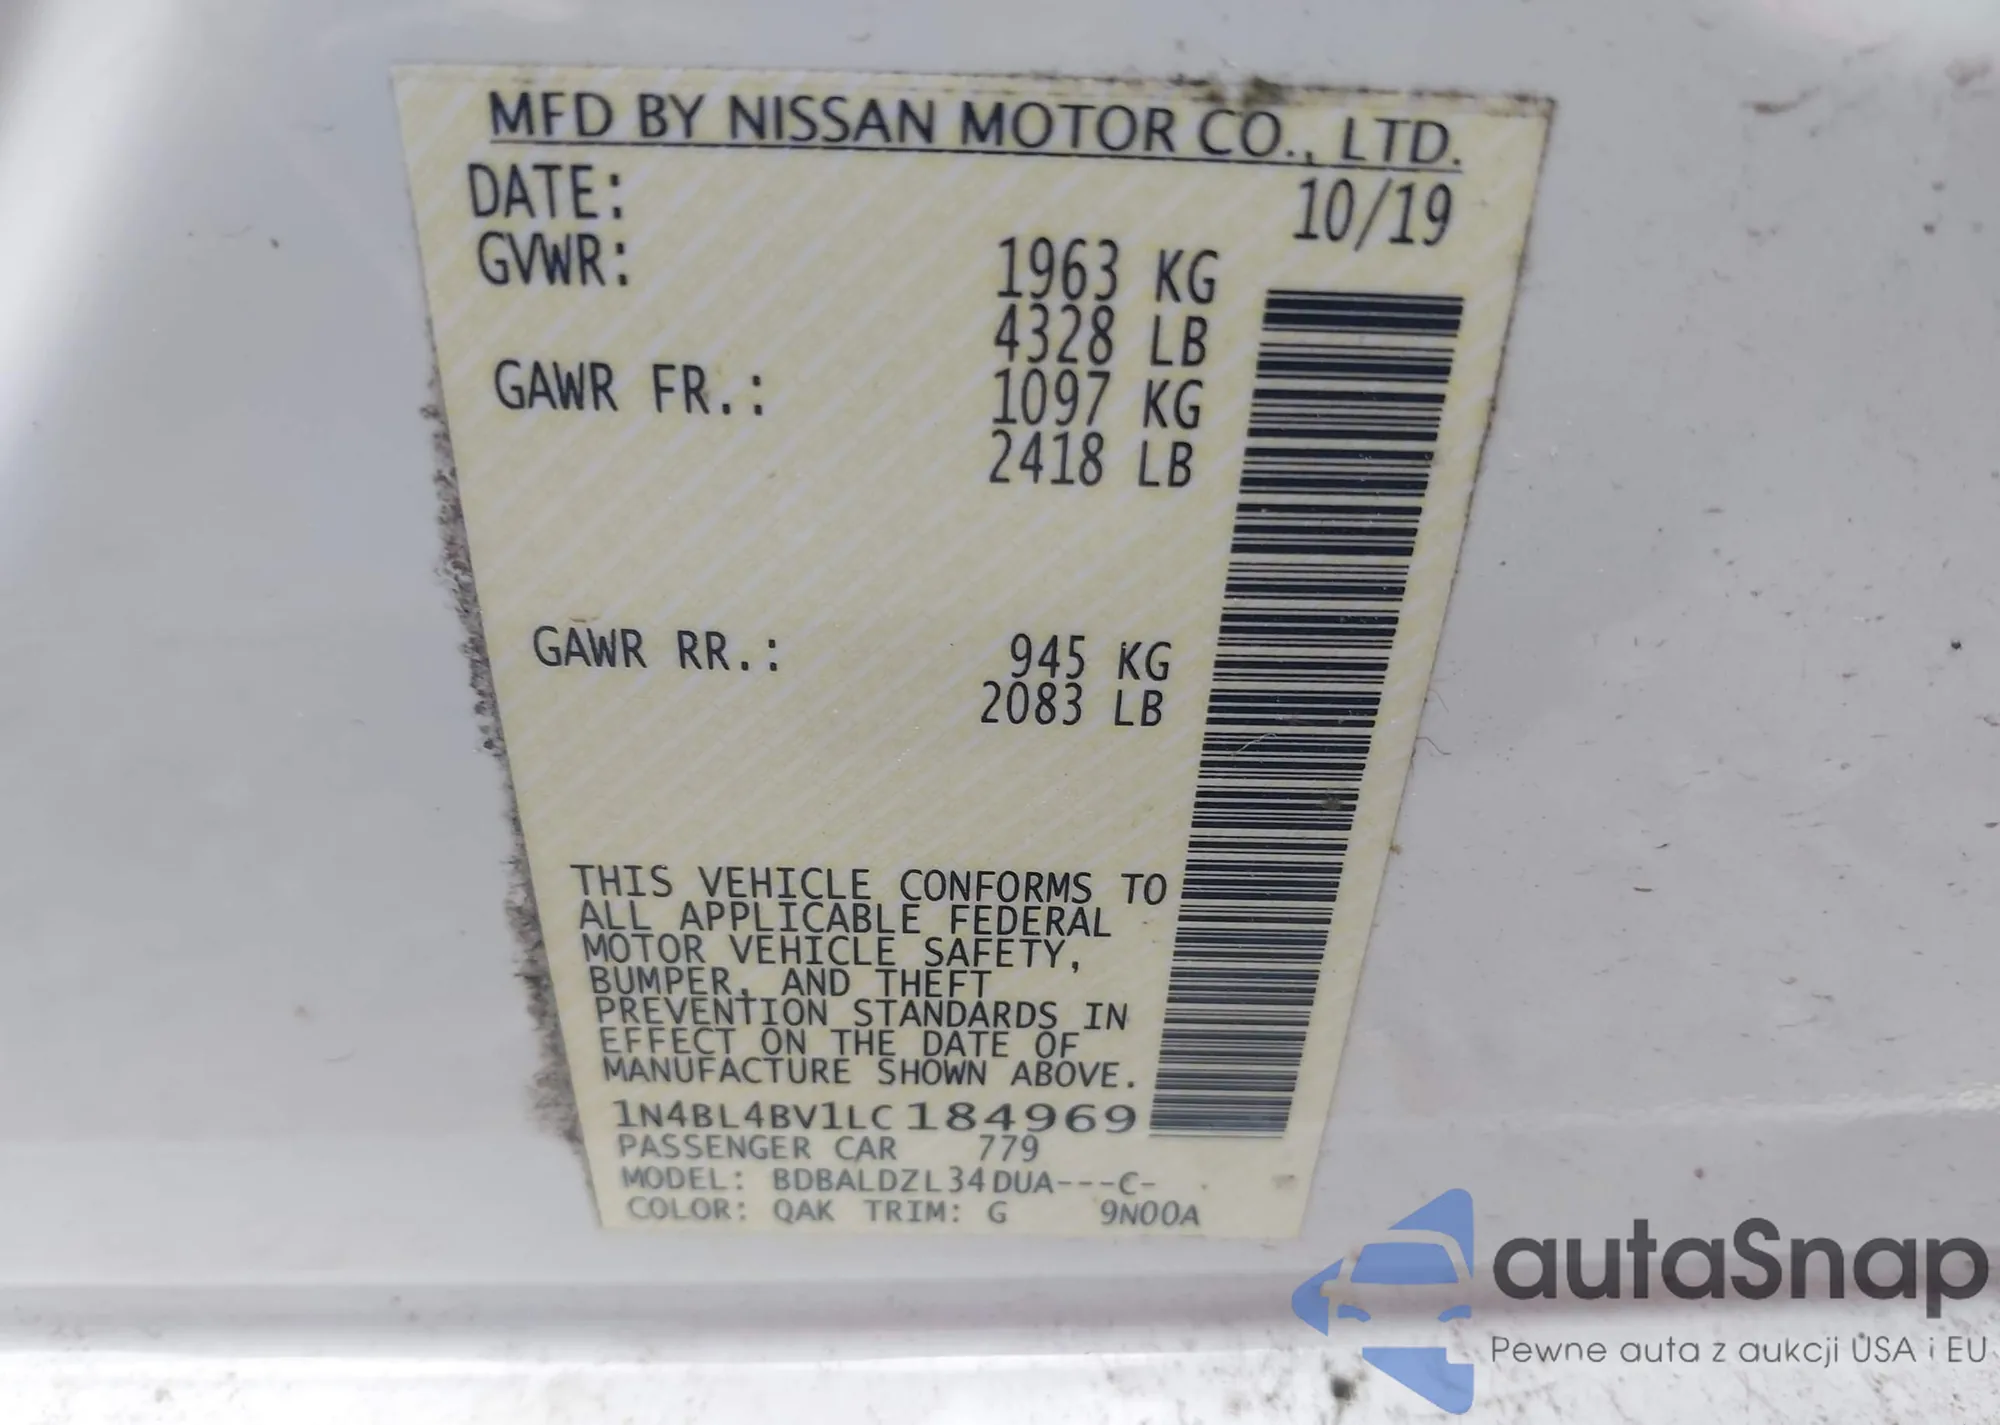 MFD BY NISSAN MOTOR CO., LTD.
DATE: 10/19
GVWR: 1963 KG
4328 LB
GAWR FR.: 1097 KG
2418 LB
GAWR RR.: 945 KG
2083 LB
THIS VEHICLE CONFORMS TO
ALL APPLICABLE FEDERAL
MOTOR VEHICLE SAFETY,
BUMPER, AND THEFT
PREVENTION STANDARDS IN
EFFECT ON THE DATE OF
MANUFACTURE SHOWN ABOVE.
1N4BL4BV1LC184969
PASSENGER CAR 779
MODEL: BDBALDZL34DUA---C-
COLOR: QAK TRIM: G 9N00A
autaSnap
Pewne auta z aukcji USA i EU